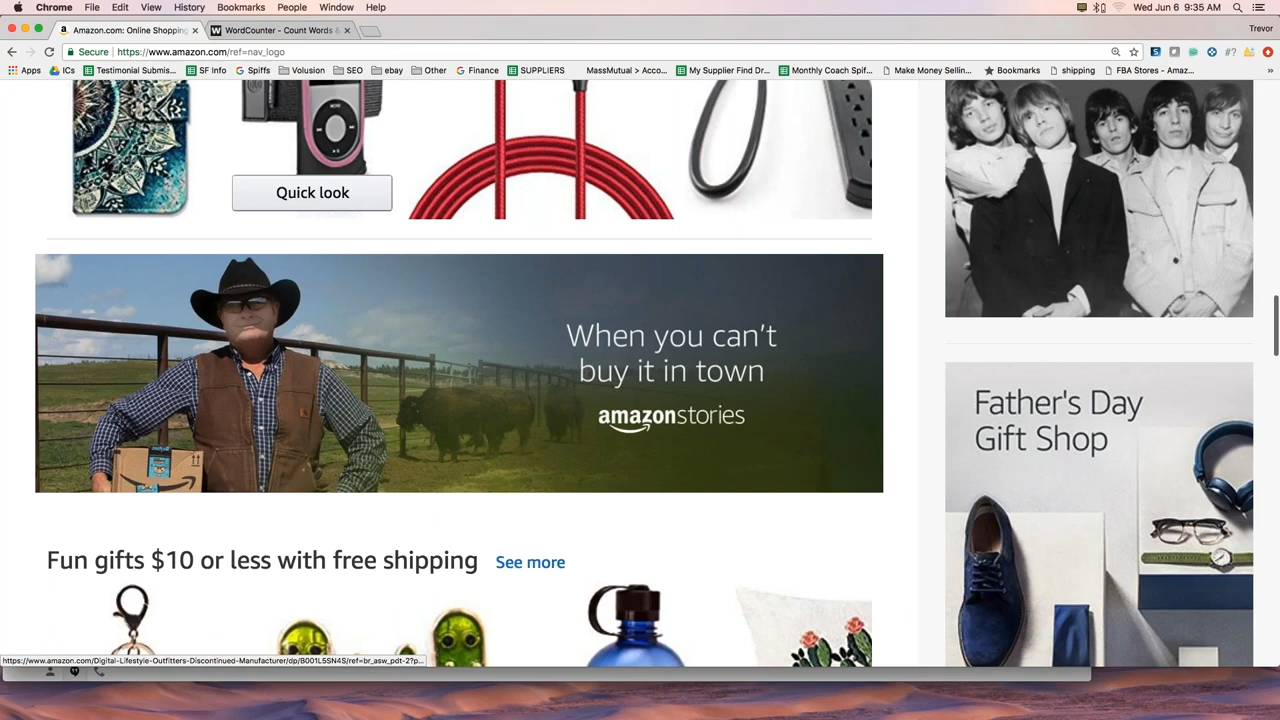 Chrome File Edit View History Bookmarks People Window Help
Wed Jun 6 9:35 AM
Amazon.com: Online Shopping
WordCounter - Count Words &
Trevor
Secure https://www.amazon.com/ref=nav_logo
#?
Apps ICs Testimonial Submis... SF Info Spiffs Volusion SEO ebay Other Finance SUPPLIERS MassMutual > Acco... My Supplier Find Dr... Monthly Coach Spif... Make Money Sellin... Bookmarks shipping FBA Stores - Amaz... »
Quick look
When you can't
buy it in town
amazonstories
Father's Day
Gift Shop
Fun gifts $10 or less with free shipping See more
https://www.amazon.com/Digital-Lifestyle-Outfitters-Discontinued-Manufacturer/dp/B001L5SN4S/ref=br_asw_pdt-2?p...